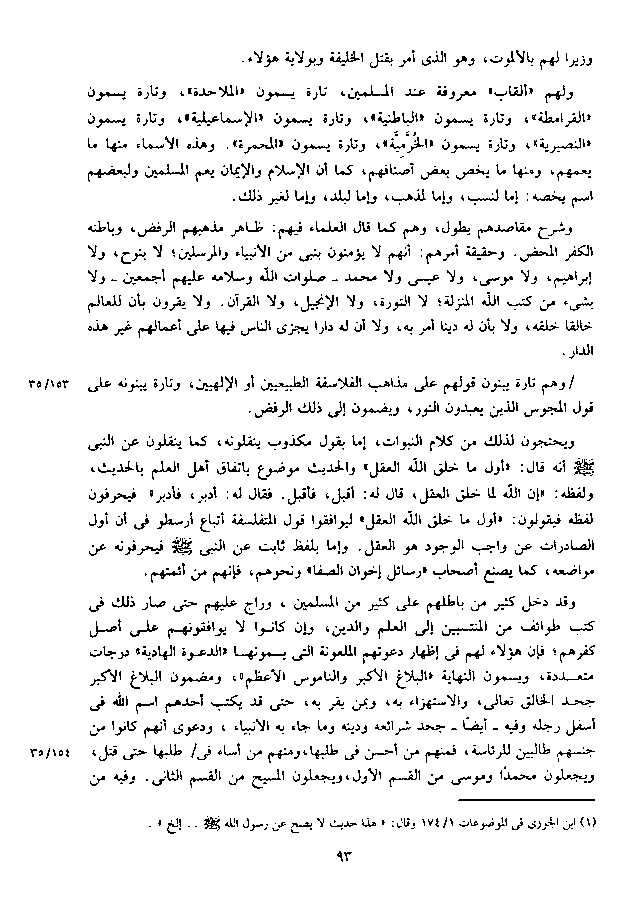 وزيرا لهم بالألموت، وهو الذى أمر بقتل الخليفة وبولاية هؤلاء.
ولهم «ألقاب» معروفة عند المسلمين، تارة يسمون «الملاحدة»، وتارة يسمون
«القرامطة»، وتارة يسمون «الباطنية»، وتارة يسمون «الإسماعيلية»، وتارة يسمون
«النصيرية»، وتارة يسمون «الخُرَّمِيَّة»، وتارة يسمون «المحمرة». وهذه الأسماء منها ما
يعمهم، ومنها ما يخص بعض أصنافهم، كما أن الإسلام والإيمان يعم المسلمين ولبعضهم
اسم يخصه: إما لنسب، وإما لمذهب، وإما لبلد، وإما لغير ذلك.
وشرح مقاصدهم يطول، وهم كما قال العلماء فيهم: ظاهر مذهبهم الرفض، وباطنه
الكفر المحض. وحقيقة أمرهم: أنهم لا يؤمنون بنبى من الأنبياء والمرسلين؛ لا بنوح، ولا
إبراهيم، ولا موسى، ولا عيسى ولا محمد ـ صلوات الله وسلامه عليهم أجمعين ـ ولا
بشىء من كتب الله المنزلة؛ لا التوراة، ولا الإنجيل، ولا القرآن. ولا يقرون بأن للعالم
خالقا خلقه، ولا بأن له دينا أمر به، ولا أن له دارا يجزى الناس فيها على أعمالهم غير هذه
الدار.
/ وهم تارة يبنون قولهم على مذاهب الفلاسفة الطبيعيين أو الإلهيين، وتارة يبنونه على ٣٥/١٥٣
قول المجوس الذين يعبدون النور، ويضمون إلى ذلك الرفض.
ويحتجون لذلك من كلام النبوات، إما بقول مكذوب ينقلونه، كما ينقلون عن النبى
ﷺ أنه قال: «أول ما خلق الله العقل» والحديث موضوع باتفاق أهل العلم بالحديث،
ولفظه: «إن الله لما خلق العقل، قال له: أقبل، فأقبل. فقال له: أدبر، فأدبر» فيحرفون
لفظه فيقولون: «أول ما خلق الله العقل» ليوافقوا قول المتفلسفة أتباع أرسطو فى أن أول
الصادرات عن واجب الوجود هو العقل. وإما بلفظ ثابت عن النبى ﷺ فيحرفونه عن
مواضعه، كما يصنع أصحاب «رسائل إخوان الصفا» ونحوهم، فإنهم من أئمتهم.
وقد دخل كثير من باطلهم على كثير من المسلمين ، وراج عليهم حتى صار ذلك فى
كتب طوائف من المنتسبين إلى العلم والدين، وإن كانوا لا يوافقونهم على أصل
كفرهم؛ فإن هؤلاء لهم فى إظهار دعوتهم الملعونة التى يسمونها «الدعوة الهادية» درجات
متعددة، ويسمون النهاية «البلاغ الأكبر والناموس الأعظم»، ومضمون البلاغ الأكبر
جحد الخالق تعالى، والاستهزاء به، وبمن يقر به، حتى قد يكتب أحدهم اسم الله فى
أسفل رجله وفيه ـ أيضًا ـ جحد شرائعه ودينه وما جاء به الأنبياء ، ودعوى أنهم كانوا من
جنسهم طالبين للرئاسة، فمنهم من أحسن فى طلبها،ومنهم من أساء فى/ طلبها حتى قتل، ٣٥/١٥٤
ويجعلون محمدًا وموسى من القسم الأول،ويجعلون المسيح من القسم الثانى. وفيه من
(١) ابن الجوزى فى الموضوعات ١/ ١٧٤ وقال: « هذا حديث لا يصح عن رسول الله ﷺ .. إلخ » .
٩٣